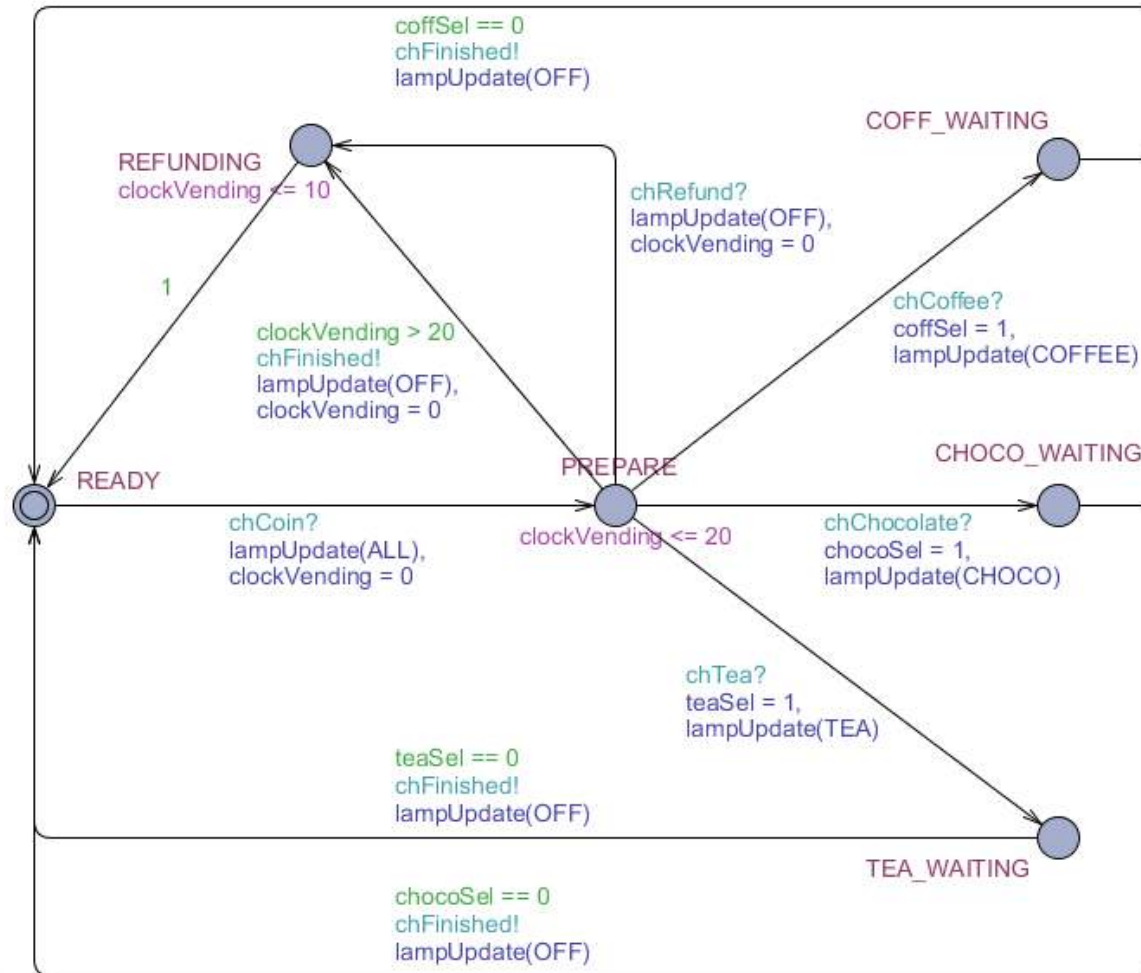 coffSel == 0
chFinished!
lampUpdate(OFF)
COFF_WAITING
REFUNDING
clockVending <= 10
chRefund?
lampUpdate(OFF),
clockVending = 0
1
chCoffee?
coffSel = 1,
lampUpdate(COFFEE)
clockVending > 20
chFinished!
lampUpdate(OFF),
clockVending = 0
READY
PREPARE
CHOCO_WAITING
chCoin?
lampUpdate(ALL),
clockVending = 0
clockVending <= 20
chChocolate?
chocoSel = 1,
lampUpdate(CHOCO)
chTea?
teaSel = 1,
lampUpdate(TEA)
teaSel == 0
chFinished!
lampUpdate(OFF)
TEA_WAITING
chocoSel == 0
chFinished!
lampUpdate(OFF)